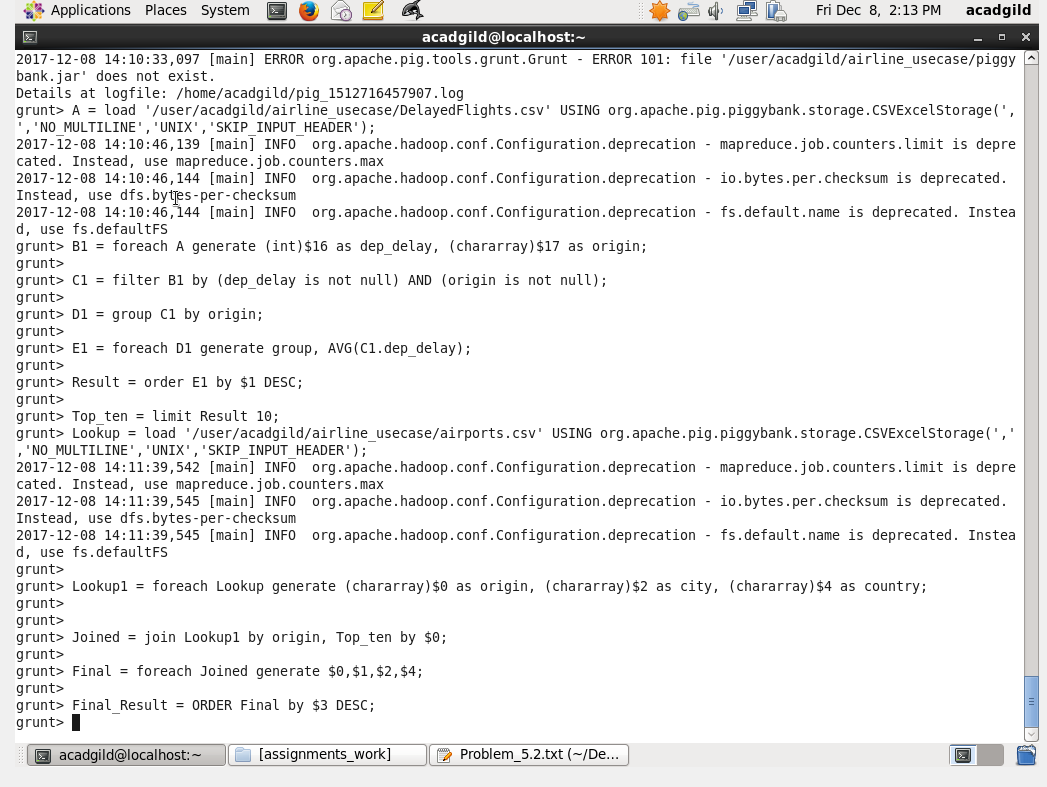 Applications Places System Fri Dec 8, 2:13 PM acadgild
acadgild@localhost:~
2017-12-08 14:10:33,097 [main] ERROR org.apache.pig.tools.grunt.Grunt - ERROR 101: file '/user/acadgild/airline_usecase/piggy
bank.jar' does not exist.
Details at logfile: /home/acadgild/pig_1512716457907.log
grunt> A = load '/user/acadgild/airline_usecase/DelayedFlights.csv' USING org.apache.pig.piggybank.storage.CSVExcelStorage(',
','NO_MULTILINE','UNIX','SKIP_INPUT_HEADER');
2017-12-08 14:10:46,139 [main] INFO  org.apache.hadoop.conf.Configuration.deprecation - mapreduce.job.counters.limit is depre
cated. Instead, use mapreduce.job.counters.max
2017-12-08 14:10:46,144 [main] INFO  org.apache.hadoop.conf.Configuration.deprecation - io.bytes.per.checksum is deprecated.
Instead, use dfs.bytes-per-checksum
2017-12-08 14:10:46,144 [main] INFO  org.apache.hadoop.conf.Configuration.deprecation - fs.default.name is deprecated. Instea
d, use fs.defaultFS
grunt> B1 = foreach A generate (int)$16 as dep_delay, (chararray)$17 as origin;
grunt>
grunt> C1 = filter B1 by (dep_delay is not null) AND (origin is not null);
grunt>
grunt> D1 = group C1 by origin;
grunt>
grunt> E1 = foreach D1 generate group, AVG(C1.dep_delay);
grunt>
grunt> Result = order E1 by $1 DESC;
grunt>
grunt> Top_ten = limit Result 10;
grunt> Lookup = load '/user/acadgild/airline_usecase/airports.csv' USING org.apache.pig.piggybank.storage.CSVExcelStorage(','
,'NO_MULTILINE','UNIX','SKIP_INPUT_HEADER');
2017-12-08 14:11:39,542 [main] INFO  org.apache.hadoop.conf.Configuration.deprecation - mapreduce.job.counters.limit is depre
cated. Instead, use mapreduce.job.counters.max
2017-12-08 14:11:39,545 [main] INFO  org.apache.hadoop.conf.Configuration.deprecation - io.bytes.per.checksum is deprecated.
Instead, use dfs.bytes-per-checksum
2017-12-08 14:11:39,545 [main] INFO  org.apache.hadoop.conf.Configuration.deprecation - fs.default.name is deprecated. Instea
d, use fs.defaultFS
grunt>
grunt> Lookup1 = foreach Lookup generate (chararray)$0 as origin, (chararray)$2 as city, (chararray)$4 as country;
grunt>
grunt>
grunt> Joined = join Lookup1 by origin, Top_ten by $0;
grunt>
grunt> Final = foreach Joined generate $0,$1,$2,$4;
grunt>
grunt> Final_Result = ORDER Final by $3 DESC;
grunt>
acadgild@localhost:~ [assignments_work] Problem_5.2.txt (~/De...